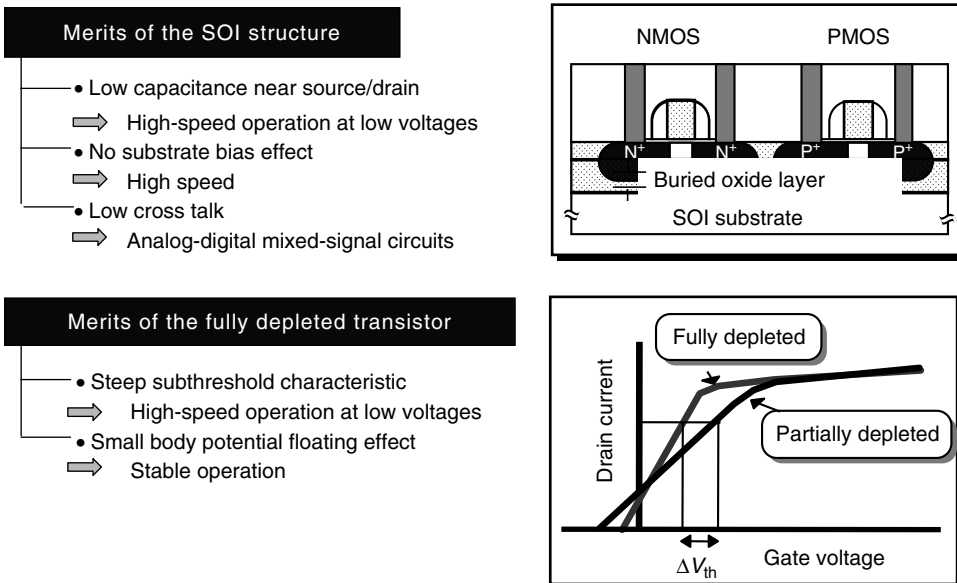 Merits of the SOI structure
• Low capacitance near source/drain
High-speed operation at low voltages
• No substrate bias effect
High speed
• Low cross talk
Analog-digital mixed-signal circuits
NMOS PMOS
N+ N+ P+ P+
Buried oxide layer
SOI substrate
Merits of the fully depleted transistor
• Steep subthreshold characteristic
High-speed operation at low voltages
• Small body potential floating effect
Stable operation
Fully depleted
Partially depleted
Drain current
ΔVth
Gate voltage